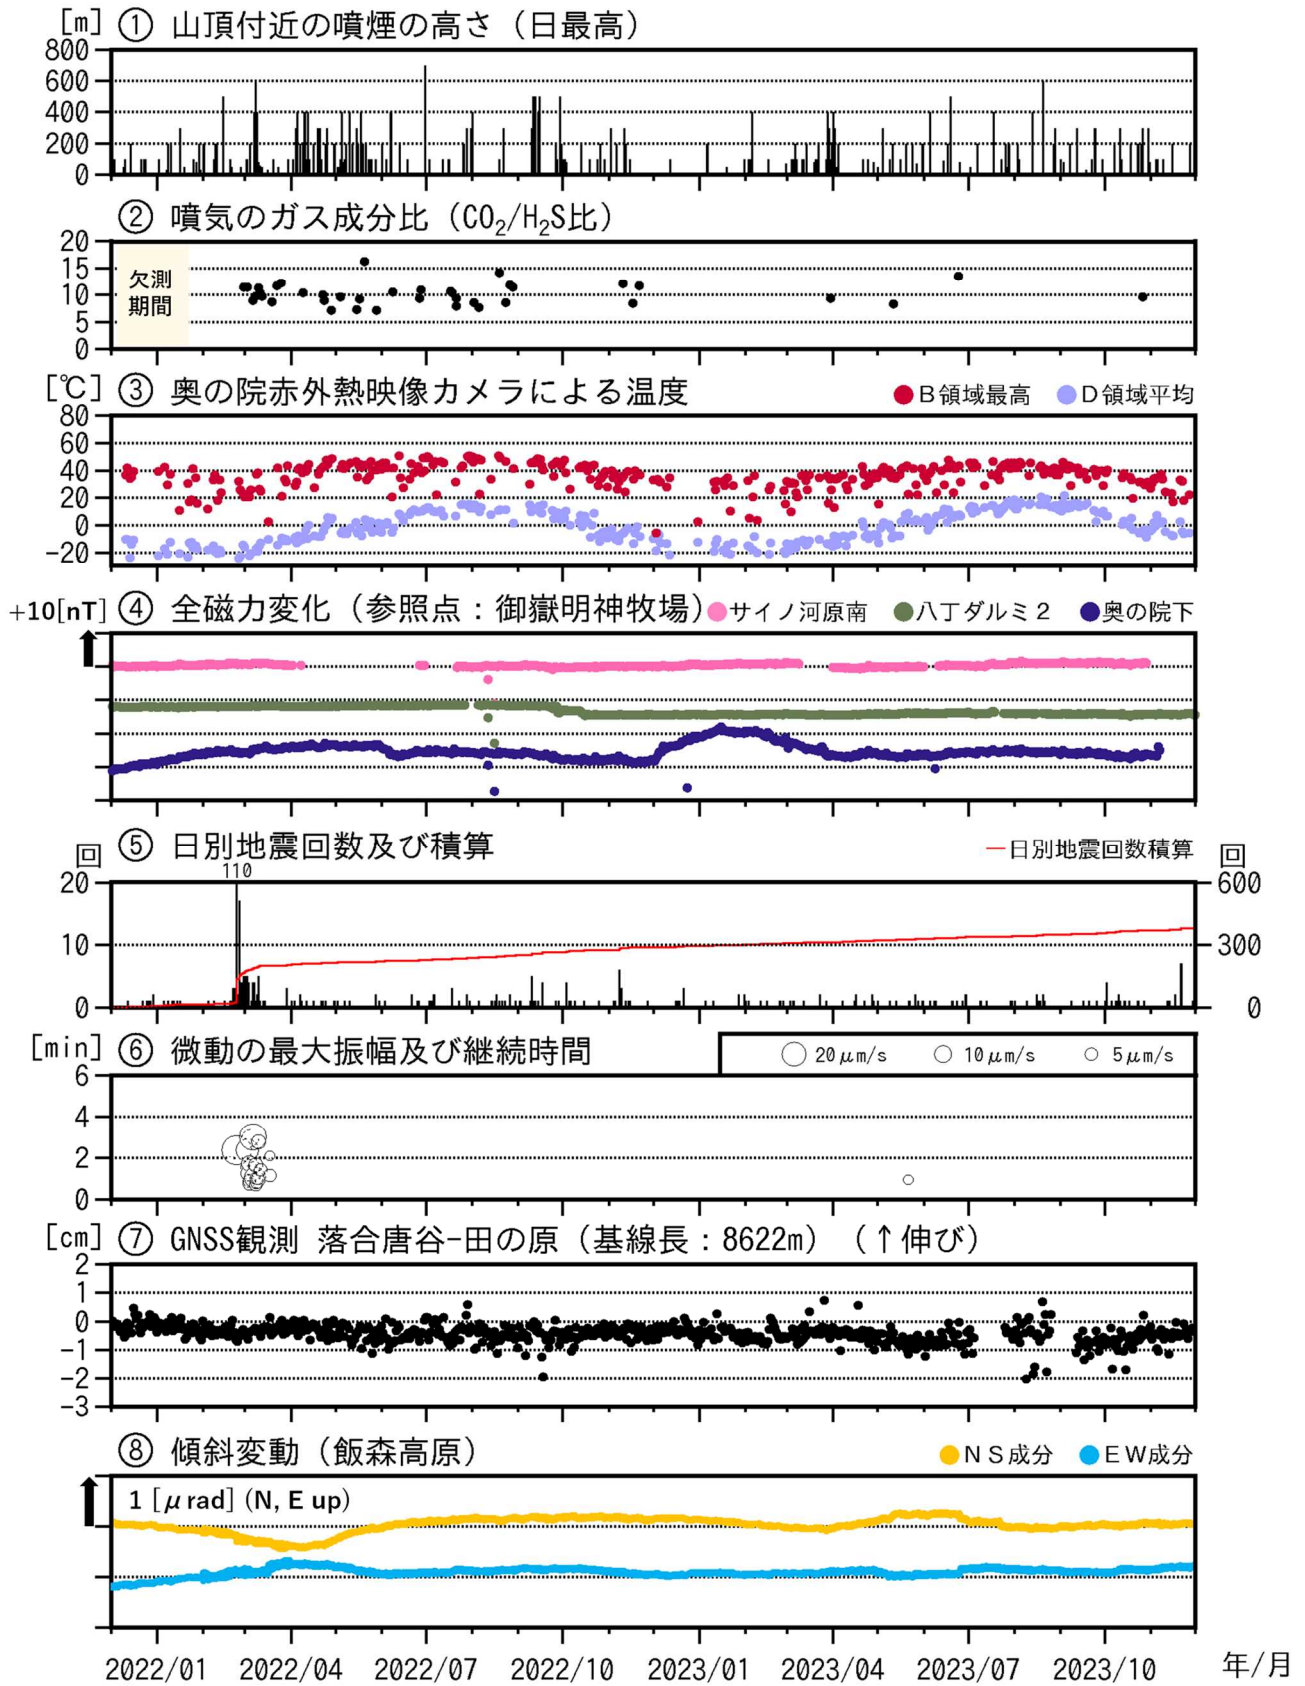 [m] ① 山頂付近の噴煙の高さ（日最高）
800
600
400
200
0
② 噴気のガス成分比（CO₂/H₂S比）
20
15
10
5
0
欠測
期間
[℃] ③ 奥の院赤外熱映像カメラによる温度 B領域最高 D領域平均
80
60
40
20
0
-20
+10[nT] ④ 全磁力変化（参照点：御嶽明神牧場） サイノ河原南 八丁ダルミ2 奥の院下
回 ⑤ 日別地震回数及び積算 日別地震回数積算 回
110
20 600
10 300
0 0
[min] ⑥ 微動の最大振幅及び継続時間 20μm/s 10μm/s 5μm/s
6
4
2
0
[cm] ⑦ GNSS観測 落合唐谷-田の原（基線長：8622m）（↑伸び）
2
1
0
-1
-2
-3
⑧ 傾斜変動（飯森高原） NS成分 EW成分
1 [μrad] (N, E up)
2022/01 2022/04 2022/07 2022/10 2023/01 2023/04 2023/07 2023/10 年/月